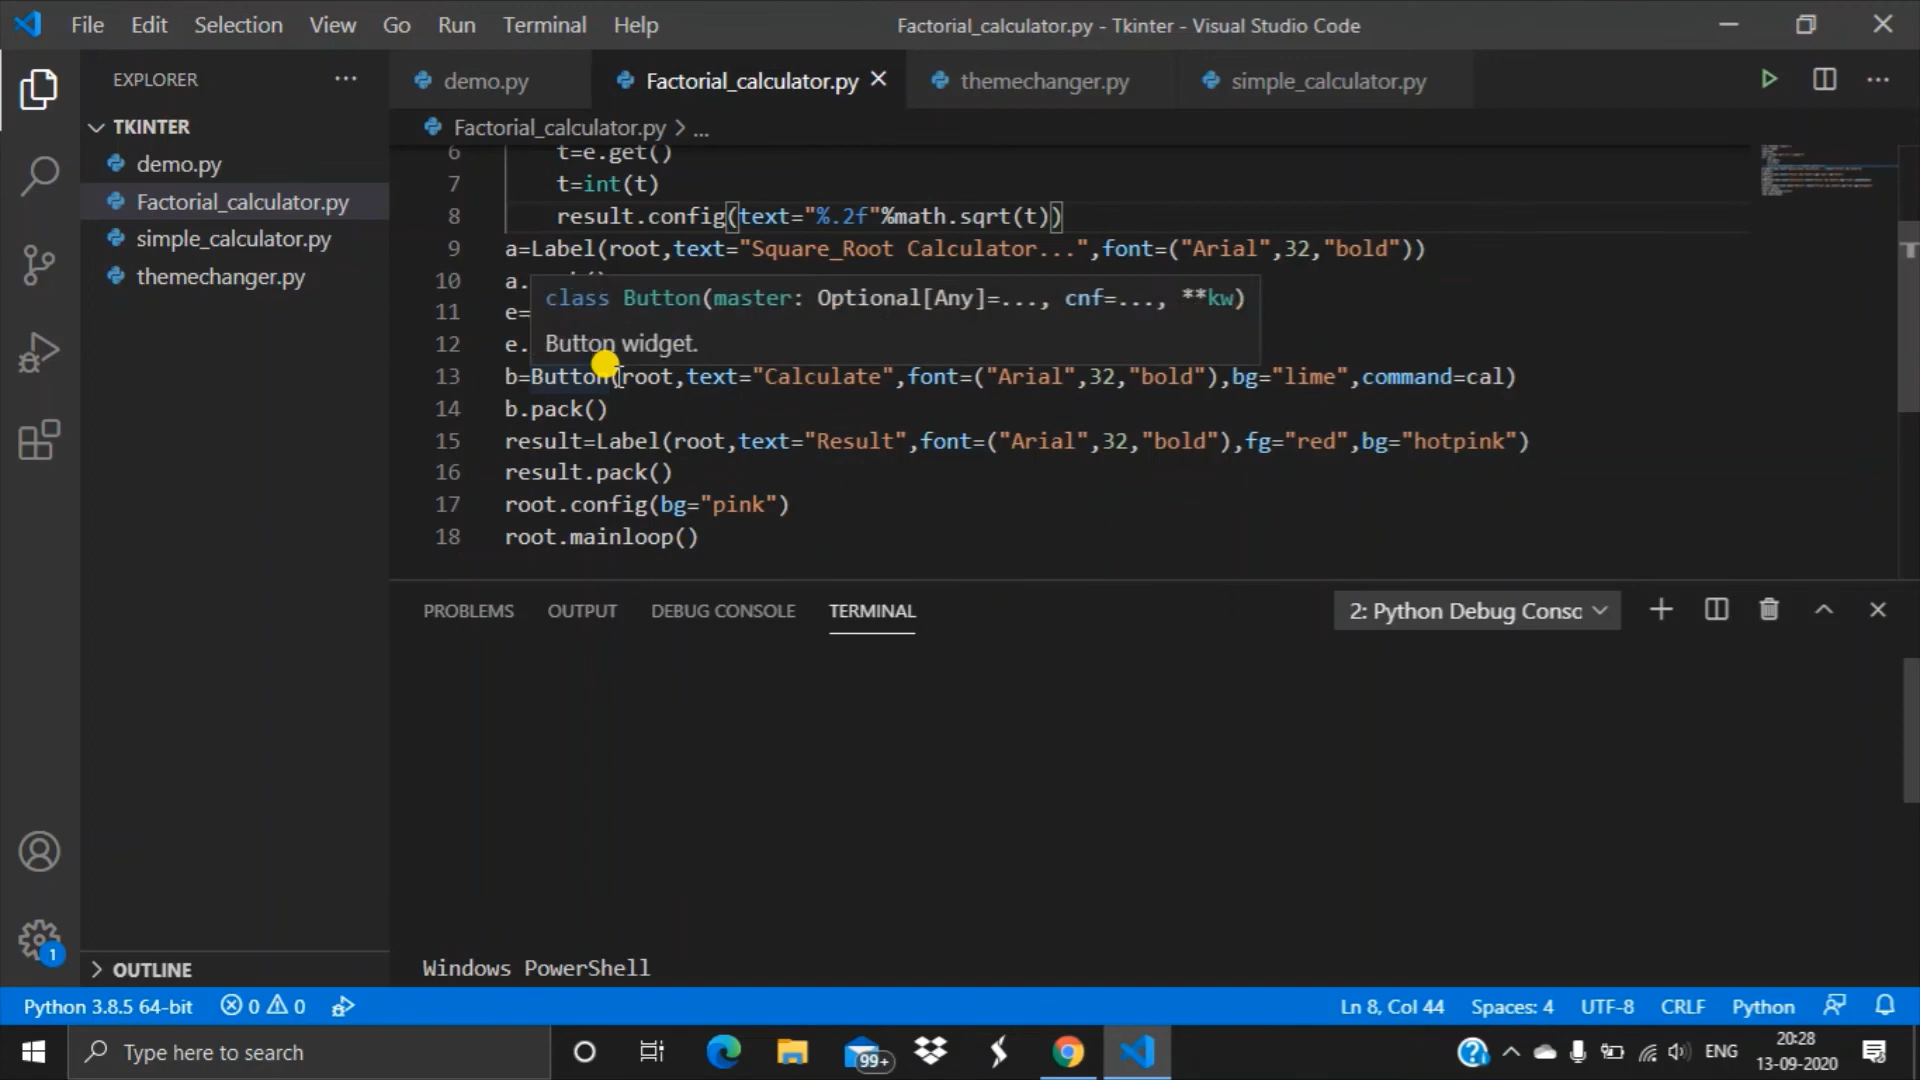 File Edit Selection View Go Run Terminal Help
Factorial_calculator.py - Tkinter - Visual Studio Code
EXPLORER
demo.py
Factorial_calculator.py
themechanger.py
simple_calculator.py
TKINTER
demo.py
Factorial_calculator.py
simple_calculator.py
themechanger.py
Factorial_calculator.py > ...
6 t=e.get()
7 t=int(t)
8 result.config(text="%.2f"%math.sqrt(t))
9 a=Label(root,text="Square_Root Calculator...",font=("Arial",32,"bold"))
10 a.
class Button(master: Optional[Any]=..., cnf=..., **kw)
11 e=
Button widget.
12 e.
13 b=Button(root,text="Calculate",font=("Arial",32,"bold"),bg="lime",command=cal)
14 b.pack()
15 result=Label(root,text="Result",font=("Arial",32,"bold"),fg="red",bg="hotpink")
16 result.pack()
17 root.config(bg="pink")
18 root.mainloop()
PROBLEMS OUTPUT DEBUG CONSOLE TERMINAL
2: Python Debug Consc
Windows PowerShell
1
OUTLINE
Python 3.8.5 64-bit 0 0
Ln 8, Col 44 Spaces: 4 UTF-8 CRLF Python
Type here to search
99+
ENG
20:28
13-09-2020